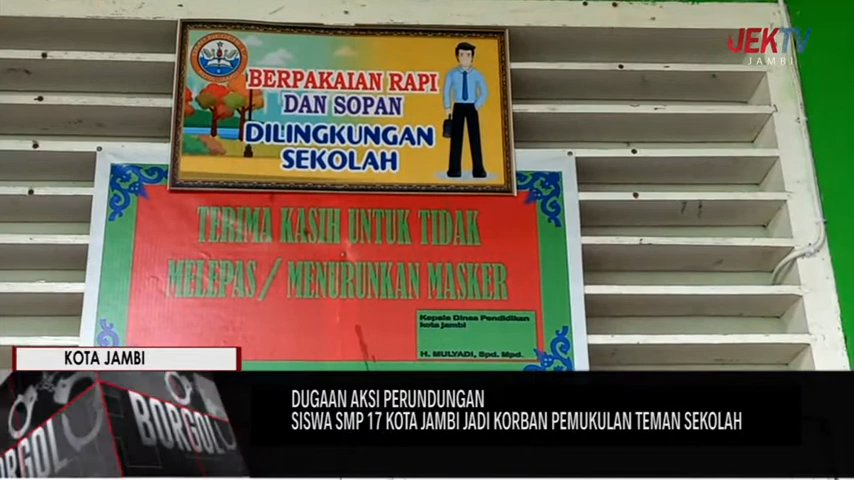 JEKTV
JAMBI
BERPAKAIAN RAPI
DAN SOPAN
DILINGKUNGAN
SEKOLAH
TERIMA KASIH UNTUK TIDAK
MELEPAS/ MENURUNKAN MASKER
Kepala Dinas Pendidikan
kota jambi
H. MULYADI, Spd. Mpd.
KOTA JAMBI
DUGAAN AKSI PERUNDUNGAN
SISWA SMP 17 KOTA JAMBI JADI KORBAN PEMUKULAN TEMAN SEKOLAH
BORGOL
BORGOL